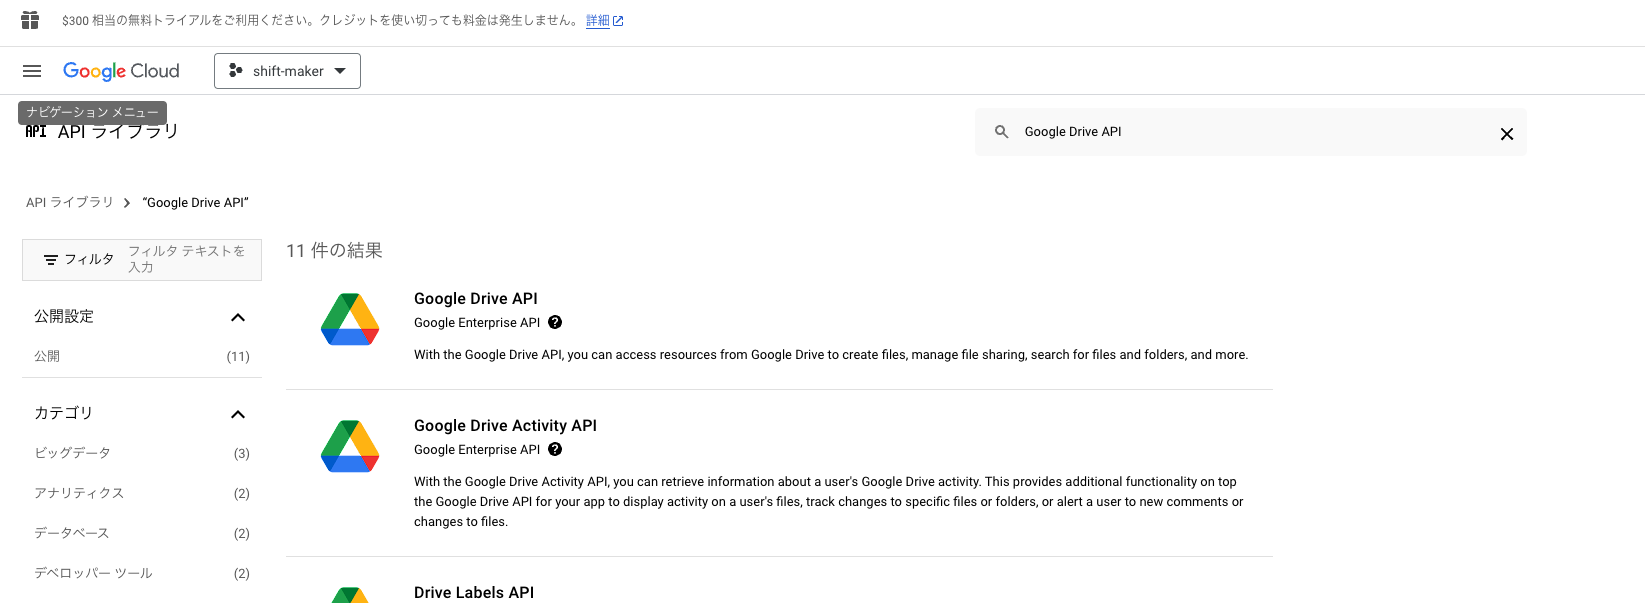 $300 相当の無料トライアルをご利用ください。クレジットを使い切っても料金は発生しません。 詳細
Google Cloud
shift-maker
ナビゲーション メニュー
API API ライブラリ
Google Drive API
API ライブラリ
“Google Drive API”
フィルタ
フィルタ テキストを
入力
公開設定
公開 (11)
カテゴリ
ビッグデータ (3)
アナリティクス (2)
データベース (2)
デベロッパー ツール (2)
11 件の結果
Google Drive API
Google Enterprise API
With the Google Drive API, you can access resources from Google Drive to create files, manage file sharing, search for files and folders, and more.
Google Drive Activity API
Google Enterprise API
With the Google Drive Activity API, you can retrieve information about a user's Google Drive activity. This provides additional functionality on top
the Google Drive API for your app to display activity on a user's files, track changes to specific files or folders, or alert a user to new comments or
changes to files.
Drive Labels API